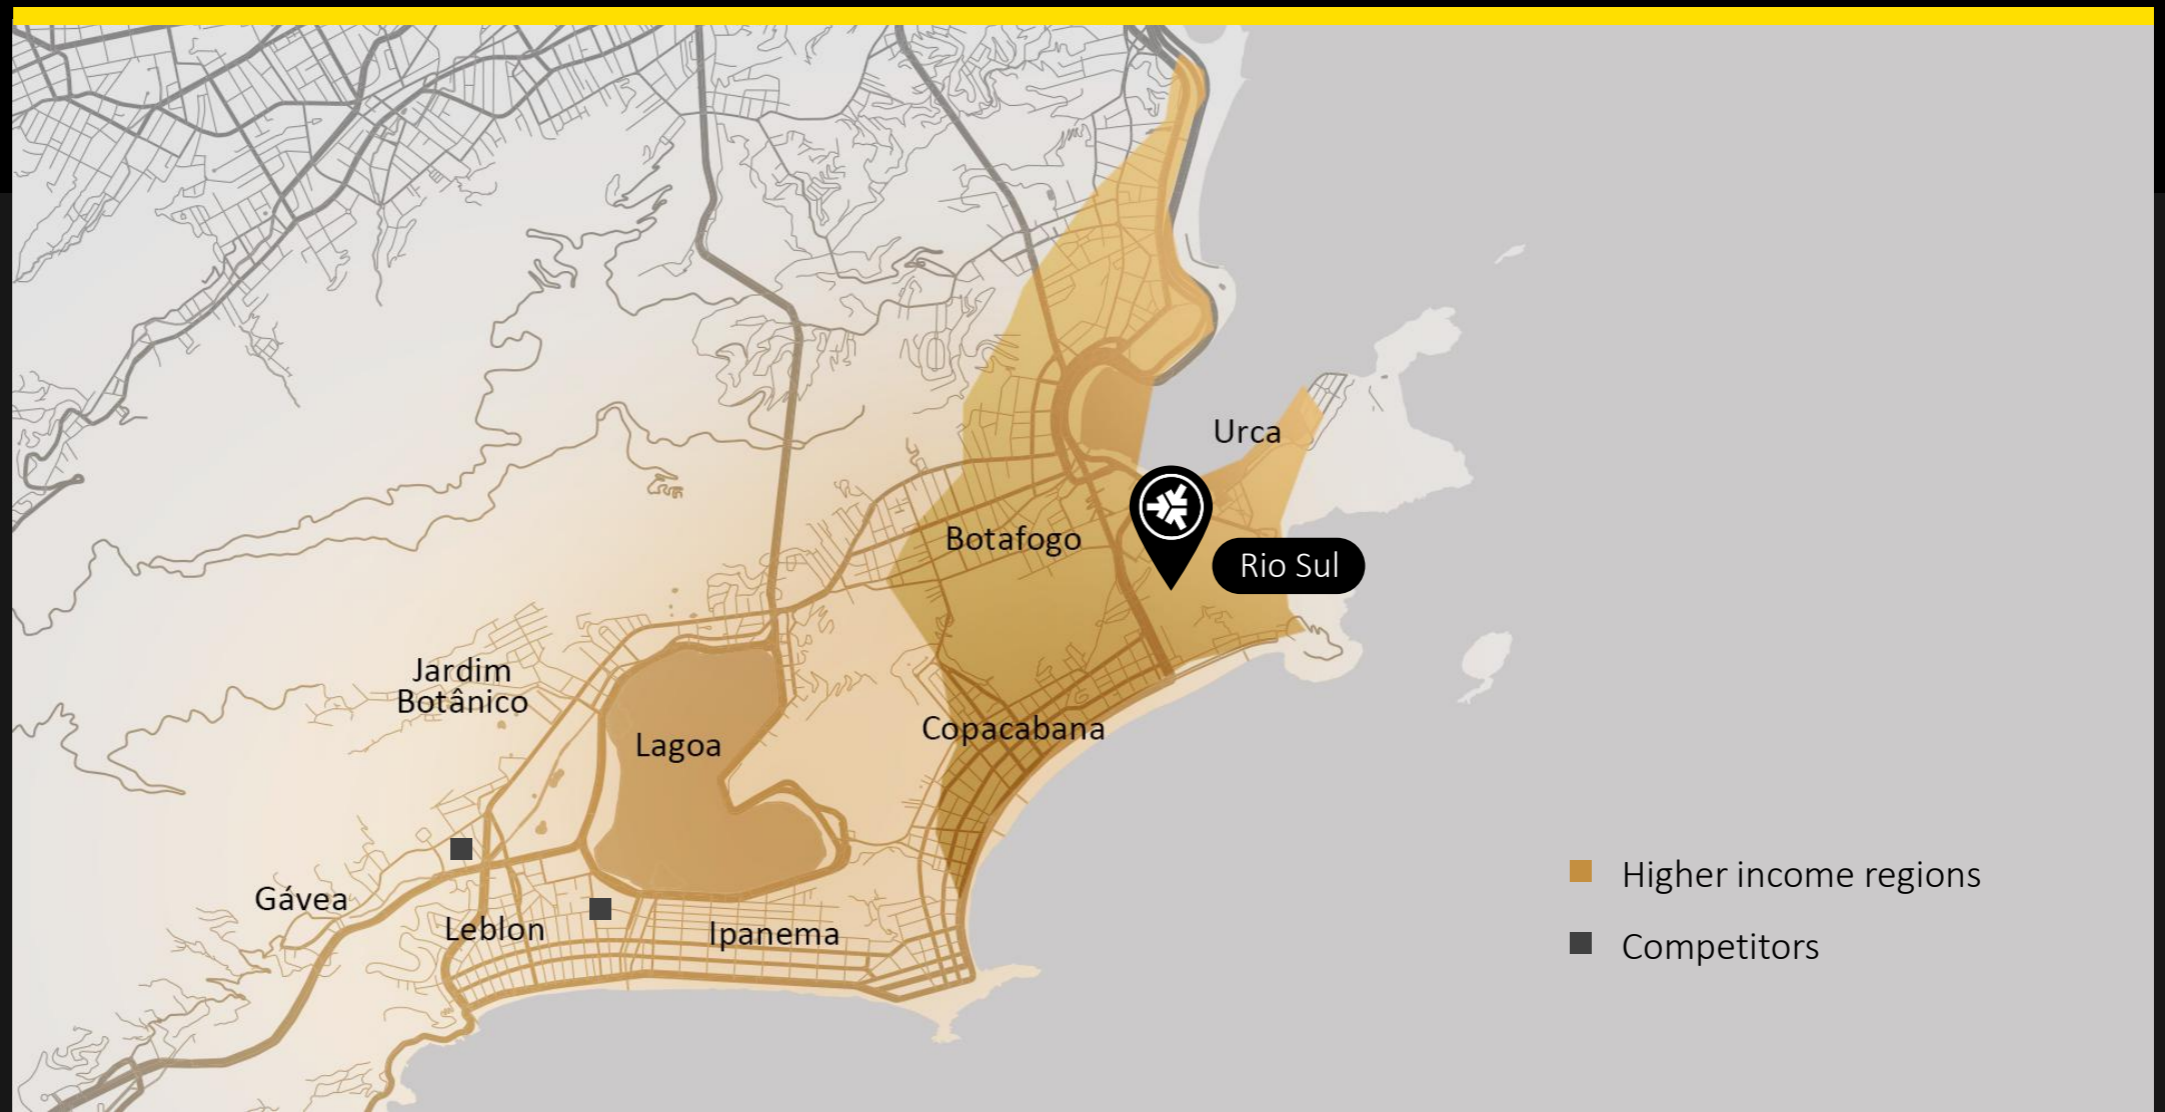 Urca
Botafogo
Rio Sul
Jardim
Botânico
Lagoa
Copacabana
Gávea
Leblon
Ipanema
Higher income regions
Competitors